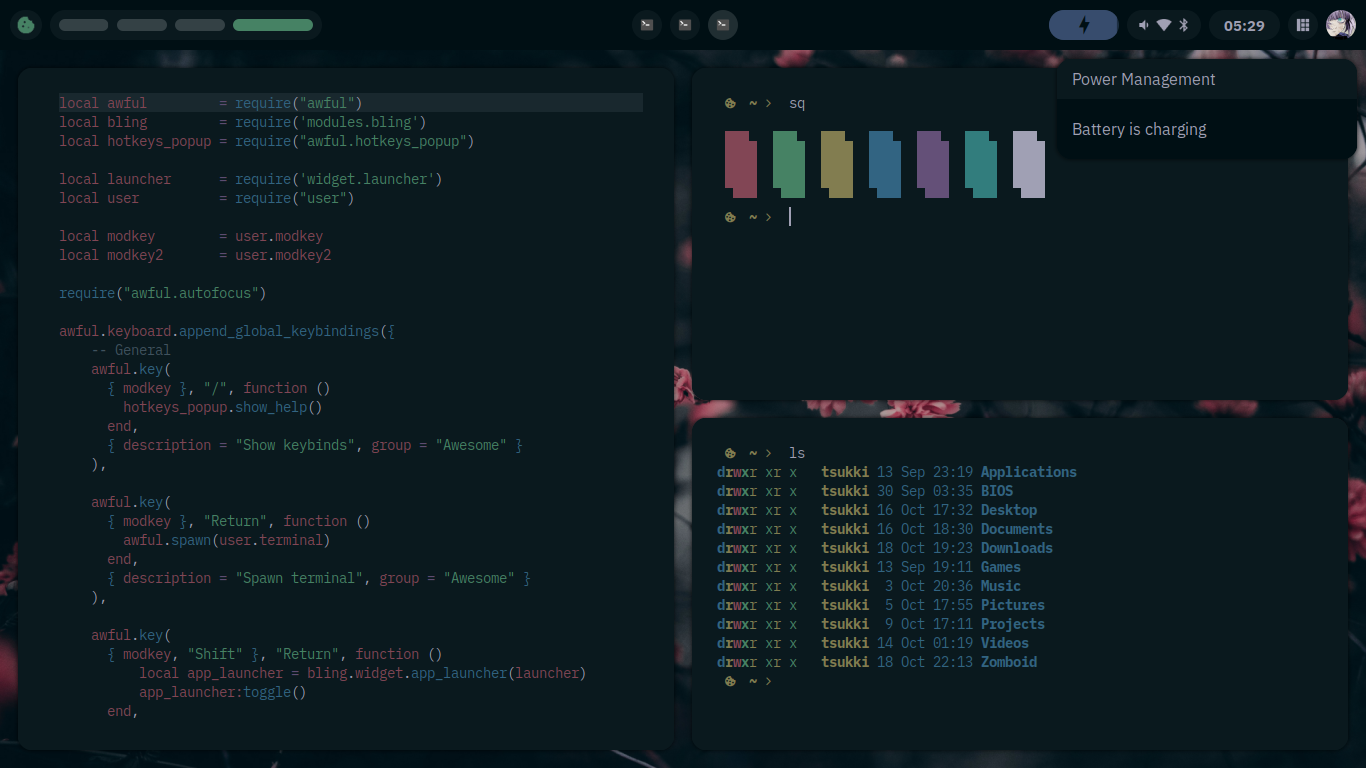 05:29
local awful         = require("awful")
local bling         = require('modules.bling')
local hotkeys_popup = require("awful.hotkeys_popup")
local launcher      = require('widget.launcher')
local user          = require("user")
local modkey        = user.modkey
local modkey2       = user.modkey2
require("awful.autofocus")
awful.keyboard.append_global_keybindings({
    -- General
    awful.key(
      { modkey }, "/", function ()
        hotkeys_popup.show_help()
      end,
      { description = "Show keybinds", group = "Awesome" }
    ),
    awful.key(
      { modkey }, "Return", function ()
        awful.spawn(user.terminal)
      end,
      { description = "Spawn terminal", group = "Awesome" }
    ),
    awful.key(
      { modkey, "Shift" }, "Return", function ()
          local app_launcher = bling.widget.app_launcher(launcher)
          app_launcher:toggle()
      end,
Power Management
Battery is charging
~ > sq
~ >
~ > ls
drwxr xr x   tsukki 13 Sep 23:19 Applications
drwxr xr x   tsukki 30 Sep 03:35 BIOS
drwxr xr x   tsukki 16 Oct 17:32 Desktop
drwxr xr x   tsukki 16 Oct 18:30 Documents
drwxr xr x   tsukki 18 Oct 19:23 Downloads
drwxr xr x   tsukki 13 Sep 19:11 Games
drwxr xr x   tsukki  3 Oct 20:36 Music
drwxr xr x   tsukki  5 Oct 17:55 Pictures
drwxr xr x   tsukki  9 Oct 17:11 Projects
drwxr xr x   tsukki 14 Oct 01:19 Videos
drwxr xr x   tsukki 18 Oct 22:13 Zomboid
~ >